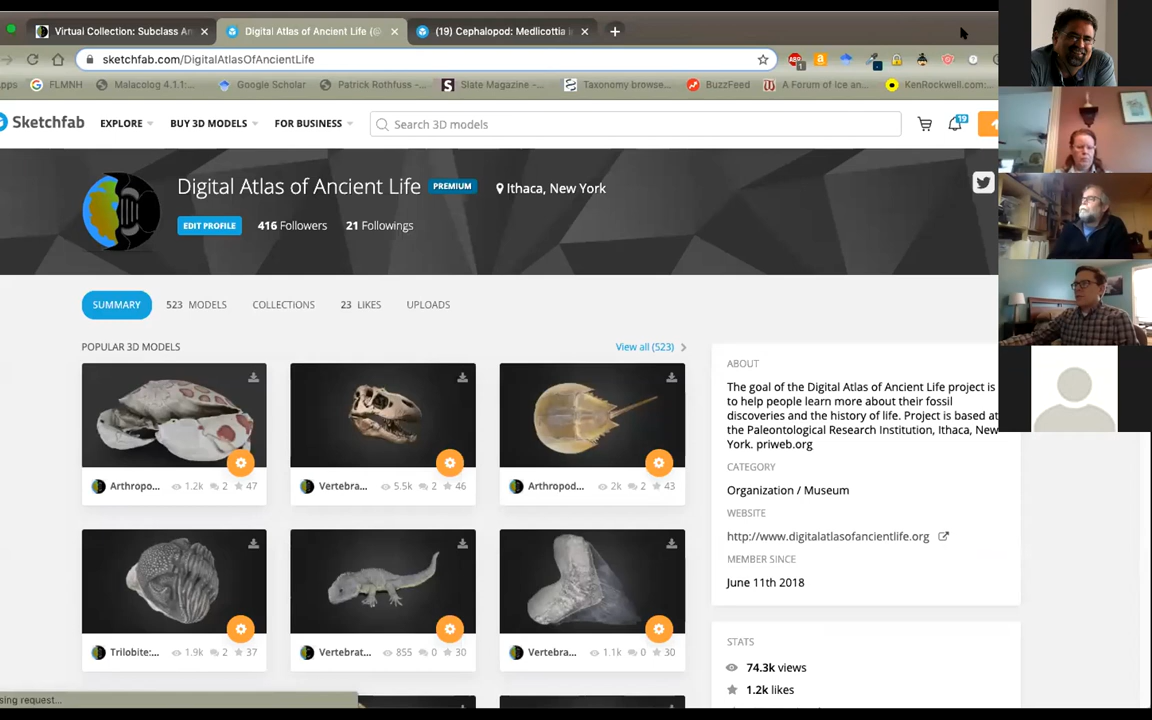 Virtual Collection: Subclass An
Digital Atlas of Ancient Life (@
(19) Cephalopod: Medlicottia i
sketchfab.com/DigitalAtlasOfAncientLife
pps
FLMNH
Malacolog 4.1.1:...
Google Scholar
Patrick Rothfuss -...
Slate Magazine -...
Taxonomy browse...
BuzzFeed
A Forum of Ice an...
KenRockwell.com:...
Sketchfab
EXPLORE
BUY 3D MODELS
FOR BUSINESS
Search 3D models
19
Digital Atlas of Ancient Life
PREMIUM
Ithaca, New York
EDIT PROFILE
416 Followers
21 Followings
SUMMARY
523 MODELS
COLLECTIONS
23 LIKES
UPLOADS
POPULAR 3D MODELS
View all (523)
Arthropo... 1.2k 2 47
Vertebra... 5.5k 2 46
Arthropod... 2k 2 43
Trilobite:... 1.9k 2 37
Vertebrat... 855 0 30
Vertebra... 1.1k 0 30
ABOUT
The goal of the Digital Atlas of Ancient Life project is
to help people learn more about their fossil
discoveries and the history of life. Project is based at
the Paleontological Research Institution, Ithaca, New
York. priweb.org
CATEGORY
Organization / Museum
WEBSITE
http://www.digitalatlasofancientlife.org
MEMBER SINCE
June 11th 2018
STATS
74.3k views
1.2k likes
sing request...